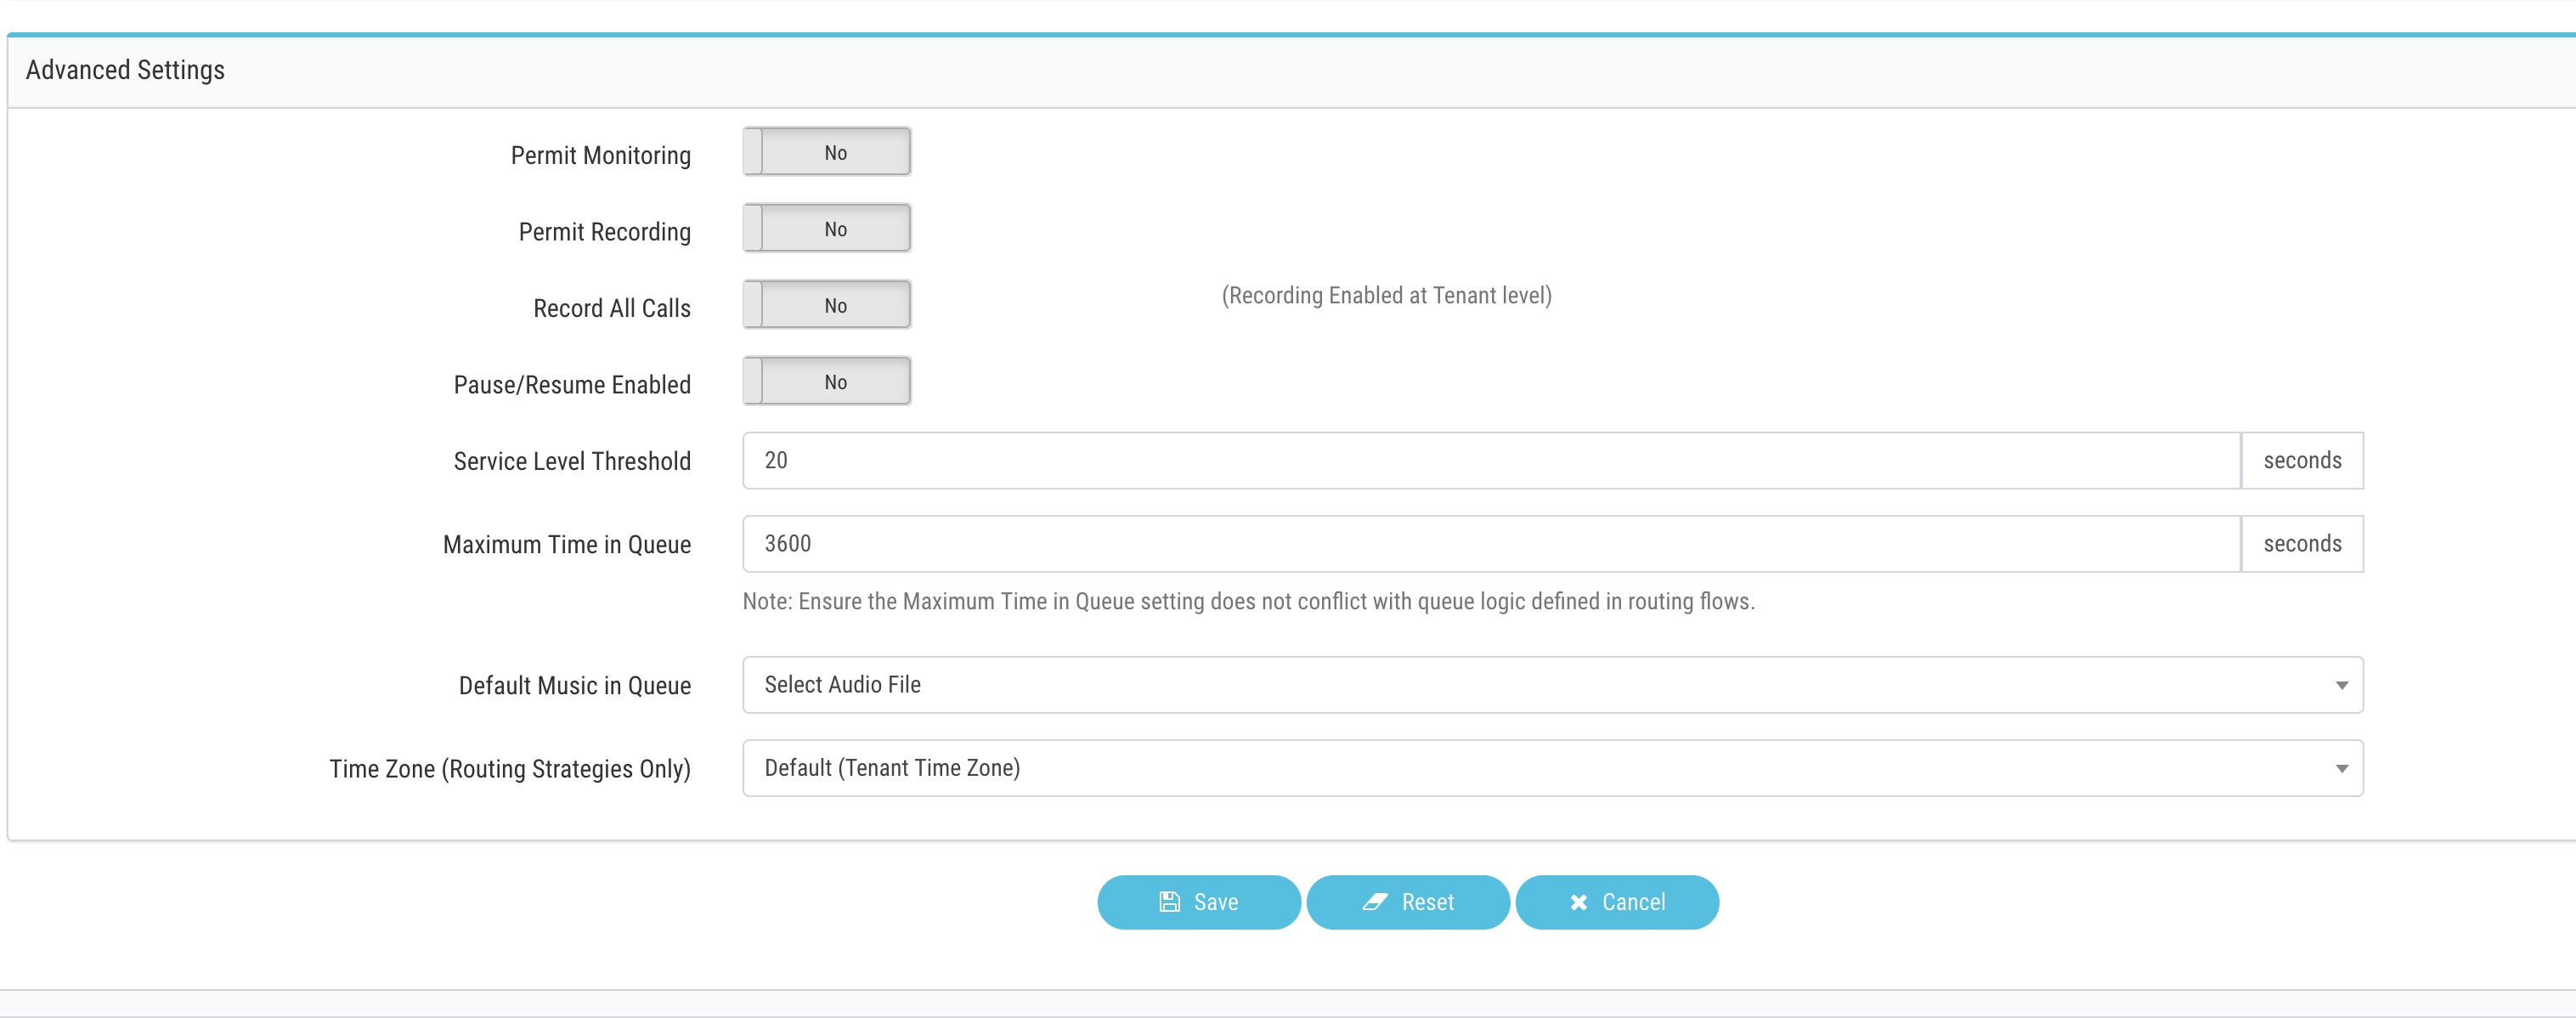 Advanced Settings
Permit Monitoring No
Permit Recording No
Record All Calls No (Recording Enabled at Tenant level)
Pause/Resume Enabled No
Service Level Threshold 20 seconds
Maximum Time in Queue 3600 seconds
Note: Ensure the Maximum Time in Queue setting does not conflict with queue logic defined in routing flows.
Default Music in Queue Select Audio File
Time Zone (Routing Strategies Only) Default (Tenant Time Zone)
Save Reset Cancel